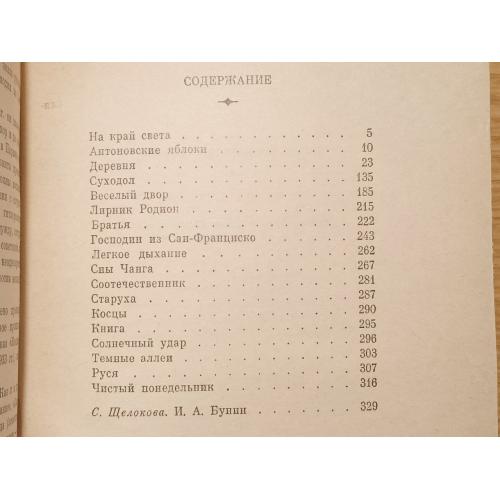 СОДЕРЖАНИЕ
На край света . . . . . . . . . . . . 5
Антоновские яблоки . . . . . . . . . . 10
Деревня . . . . . . . . . . . . . . 23
Суходол . . . . . . . . . . . . . . 135
Веселый двор . . . . . . . . . . . . 185
Лирник Родион . . . . . . . . . . . . 215
Братья . . . . . . . . . . . . . . 222
Господин из Сан-Франциско . . . . . . . . 243
Легкое дыхание . . . . . . . . . . . 262
Сны Чанга . . . . . . . . . . . . . 267
Соотечественник . . . . . . . . . . . 281
Старуха . . . . . . . . . . . . . . 287
Косцы . . . . . . . . . . . . . . 290
Книга . . . . . . . . . . . . . . 295
Солнечный удар . . . . . . . . . . . 296
Темные аллеи . . . . . . . . . . . . 303
Руся . . . . . . . . . . . . . . . 307
Чистый понедельник . . . . . . . . . . 316
С. Щелокова. И. А. Бунин . . . . . . . 329